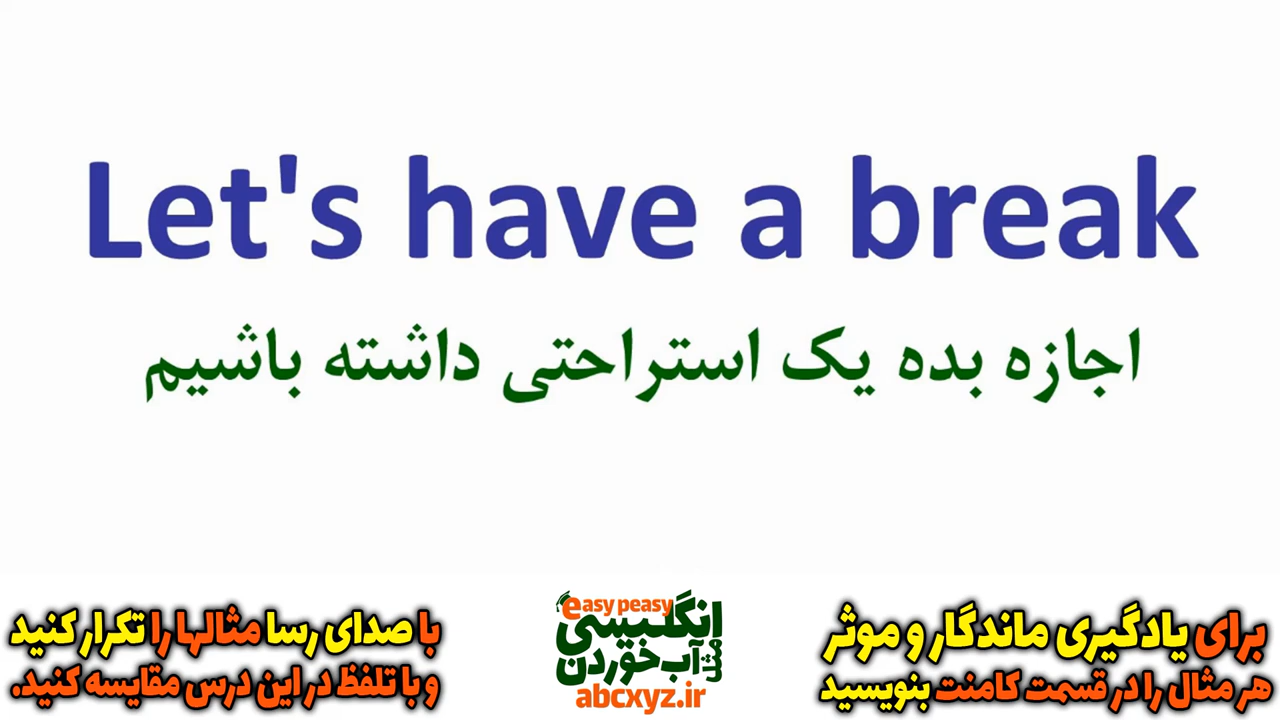 Let's have a break
اجازه بده یک استراحتی داشته باشیم
برای یادگیری ماندگار و موثر
هر مثال را در قسمت کامنت بنویسید
easy peasy
انگلیسی
مثل
آب خوردن
abcxyz.ir
با صدای رسا مثالها را تکرار کنید
و با تلفظ در این درس مقایسه کنید.